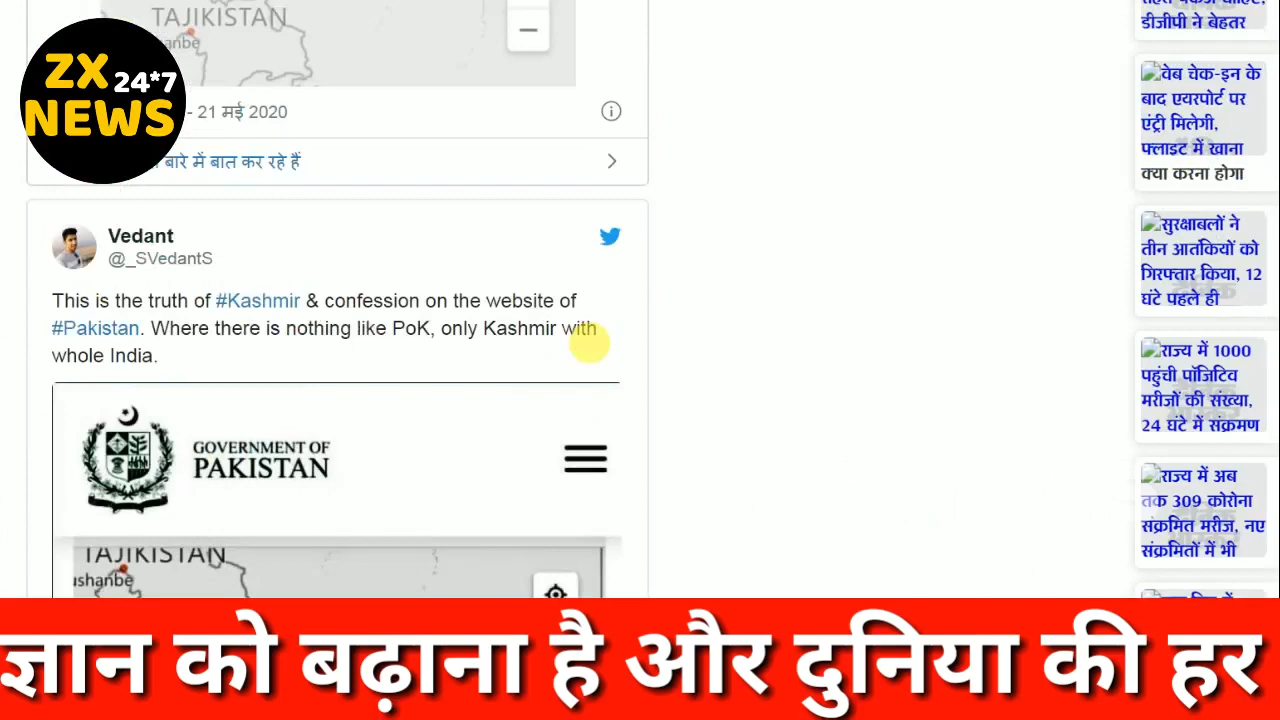 TAJIKISTAN
anbe
ZX 24*7
NEWS
- 21 मई 2020
बारे में बात कर रहे हैं
Vedant
@_SVedantS
This is the truth of #Kashmir & confession on the website of
#Pakistan. Where there is nothing like PoK, only Kashmir with
whole India.
GOVERNMENT OF
PAKISTAN
TAJIKISTAN
ushanbe
डीजीपी ने बेहतर
वेब चेक-इन के
बाद एयरपोर्ट पर
एंट्री मिलेगी,
फ्लाइट में खाना
क्या करना होगा
सुरक्षाबलों ने
तीन आतंकियों को
गिरफ्तार किया, 12
घंटे पहले ही
राज्य में 1000
पहुंची पॉजिटिव
मरीजों की संख्या,
24 घंटे में संक्रमण
राज्य में अब
तक 309 कोरोना
संक्रमित मरीज, नए
संक्रमितों में भी
ज्ञान को बढ़ाना है और दुनिया की हर